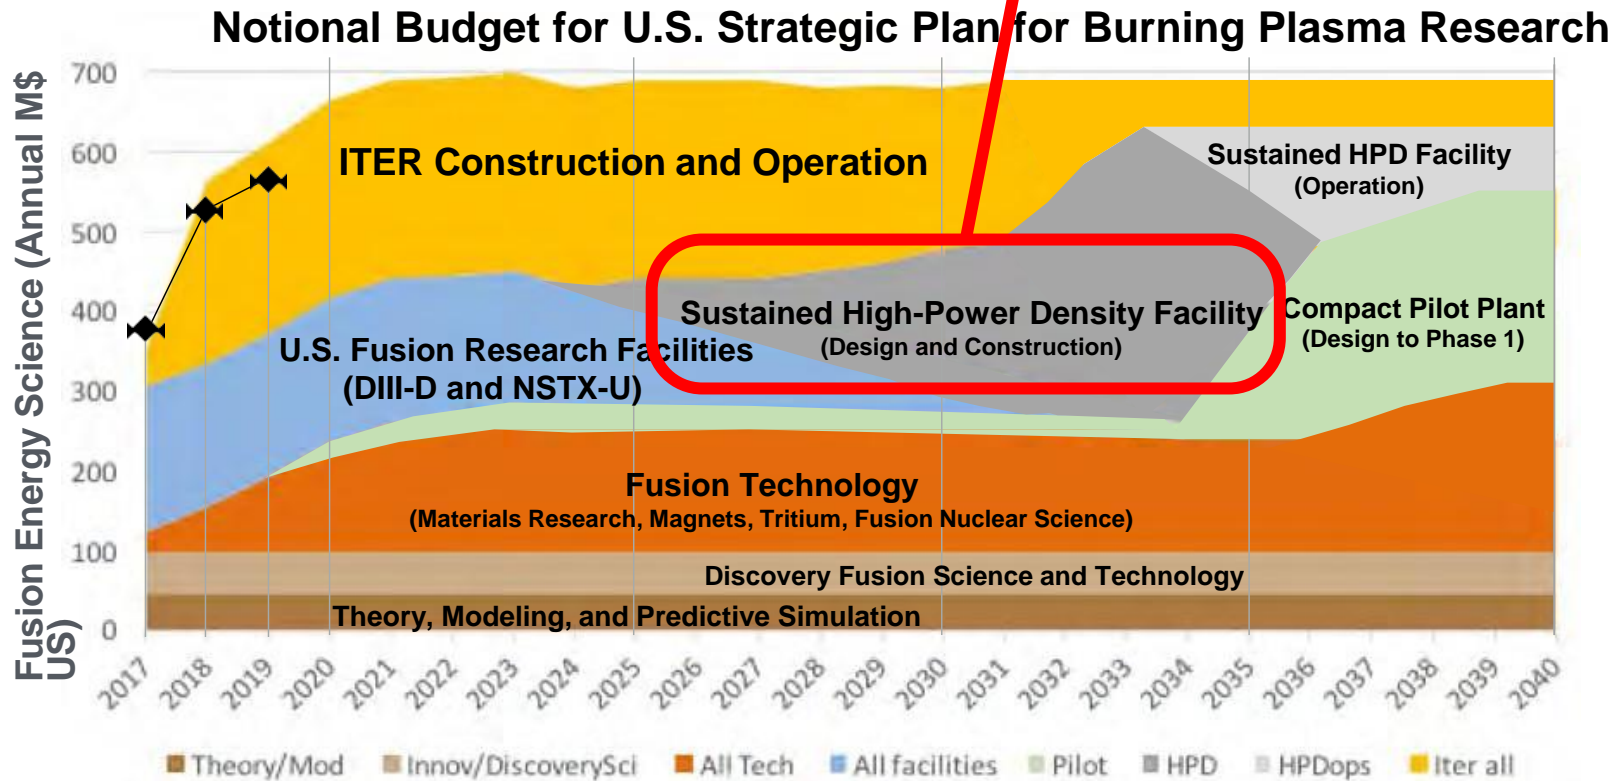 Notional Budget for U.S. Strategic Plan for Burning Plasma Research
Fusion Energy Science (Annual M$
US)
700
600
500
400
300
200
100
0
ITER Construction and Operation
Sustained HPD Facility
(Operation)
Sustained High-Power Density Facility
(Design and Construction)
Compact Pilot Plant
(Design to Phase 1)
U.S. Fusion Research Facilities
(DIII-D and NSTX-U)
Fusion Technology
(Materials Research, Magnets, Tritium, Fusion Nuclear Science)
Discovery Fusion Science and Technology
Theory, Modeling, and Predictive Simulation
2017 2018 2019 2020 2021 2022 2023 2024 2025 2026 2027 2028 2029 2030 2031 2032 2033 2034 2035 2036 2037 2038 2039 2040
Theory/Mod Innov/DiscoverySci All Tech All facilities Pilot HPD HPDops Iter all